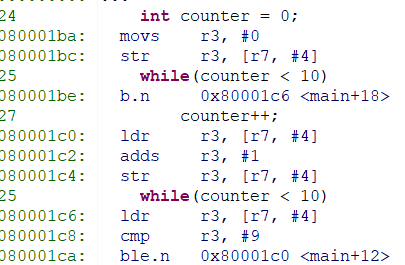 24 int counter = 0;
080001ba: movs r3, #0
080001bc: str r3, [r7, #4]
25 while(counter < 10)
080001be: b.n 0x80001c6 <main+18>
27 counter++;
080001c0: ldr r3, [r7, #4]
080001c2: adds r3, #1
080001c4: str r3, [r7, #4]
25 while(counter < 10)
080001c6: ldr r3, [r7, #4]
080001c8: cmp r3, #9
080001ca: ble.n 0x80001c0 <main+12>